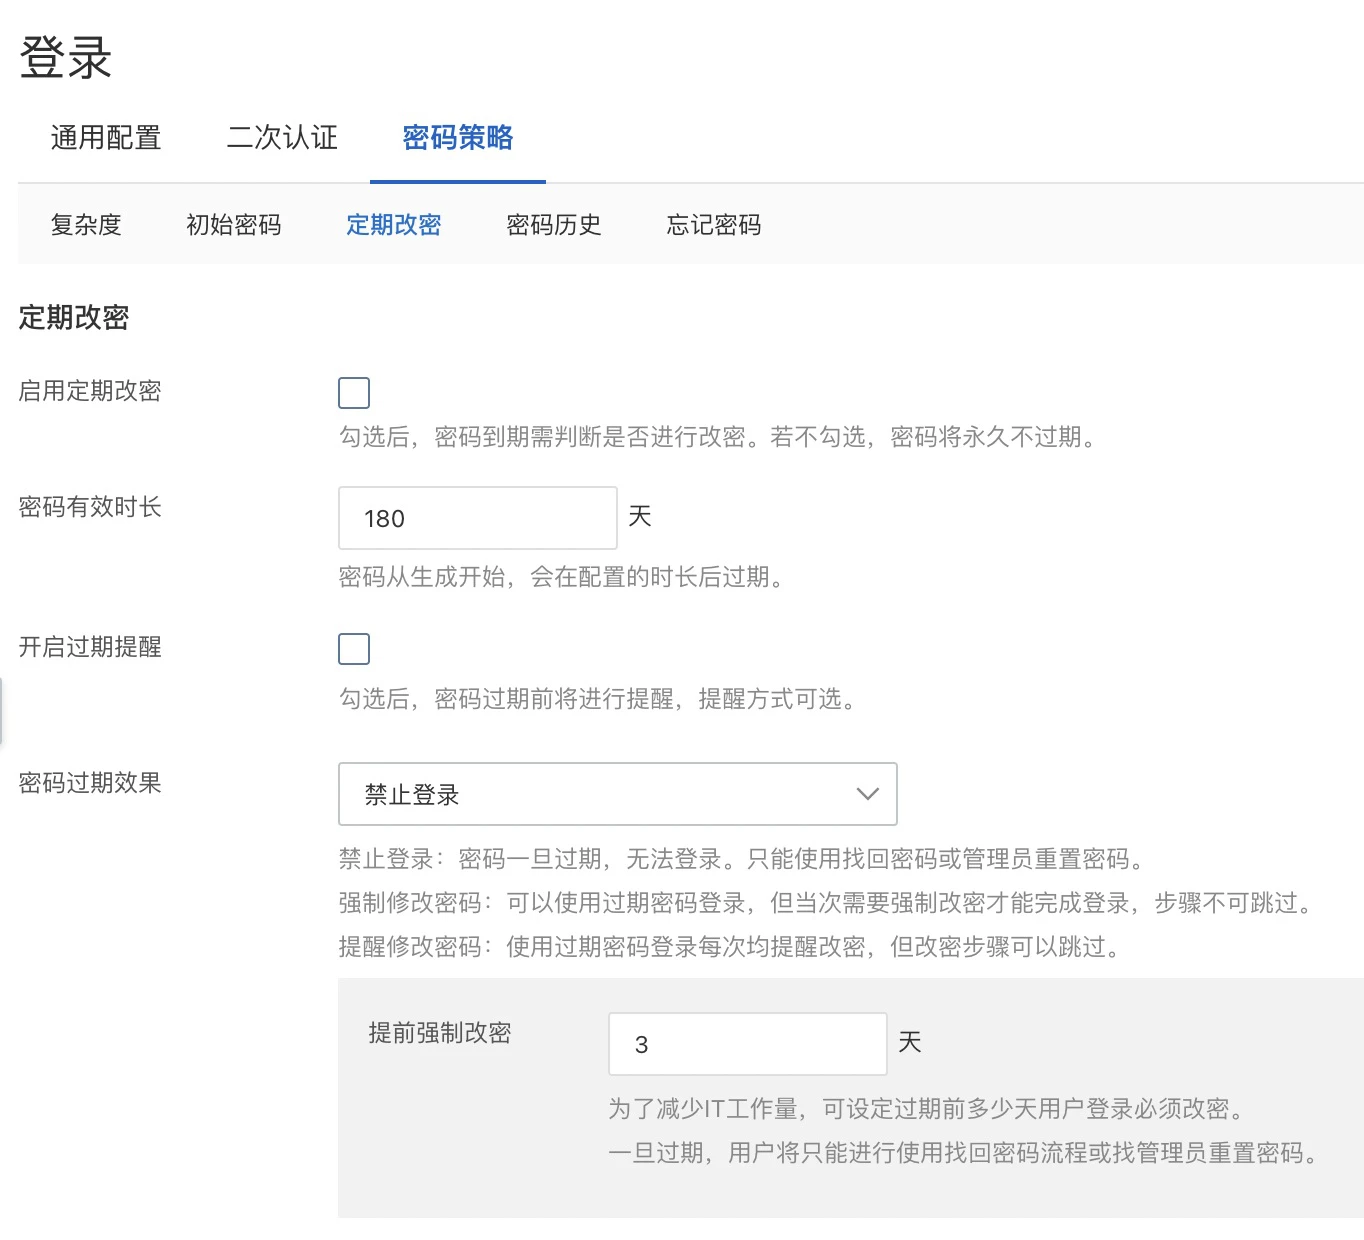 登录
通用配置 二次认证 密码策略
复杂度 初始密码 定期改密 密码历史 忘记密码
定期改密
启用定期改密
勾选后，密码到期需判断是否进行改密。若不勾选，密码将永久不过期。
密码有效时长 180 天
密码从生成开始，会在配置的时长后过期。
开启过期提醒
勾选后，密码过期前将进行提醒，提醒方式可选。
密码过期效果 禁止登录
禁止登录：密码一旦过期，无法登录。只能使用找回密码或管理员重置密码。
强制修改密码：可以使用过期密码登录，但当次需要强制改密才能完成登录，步骤不可跳过。
提醒修改密码：使用过期密码登录每次均提醒改密，但改密步骤可以跳过。
提前强制改密 3 天
为了减少IT工作量，可设定过期前多少天用户登录必须改密。
一旦过期，用户将只能进行使用找回密码流程或找管理员重置密码。